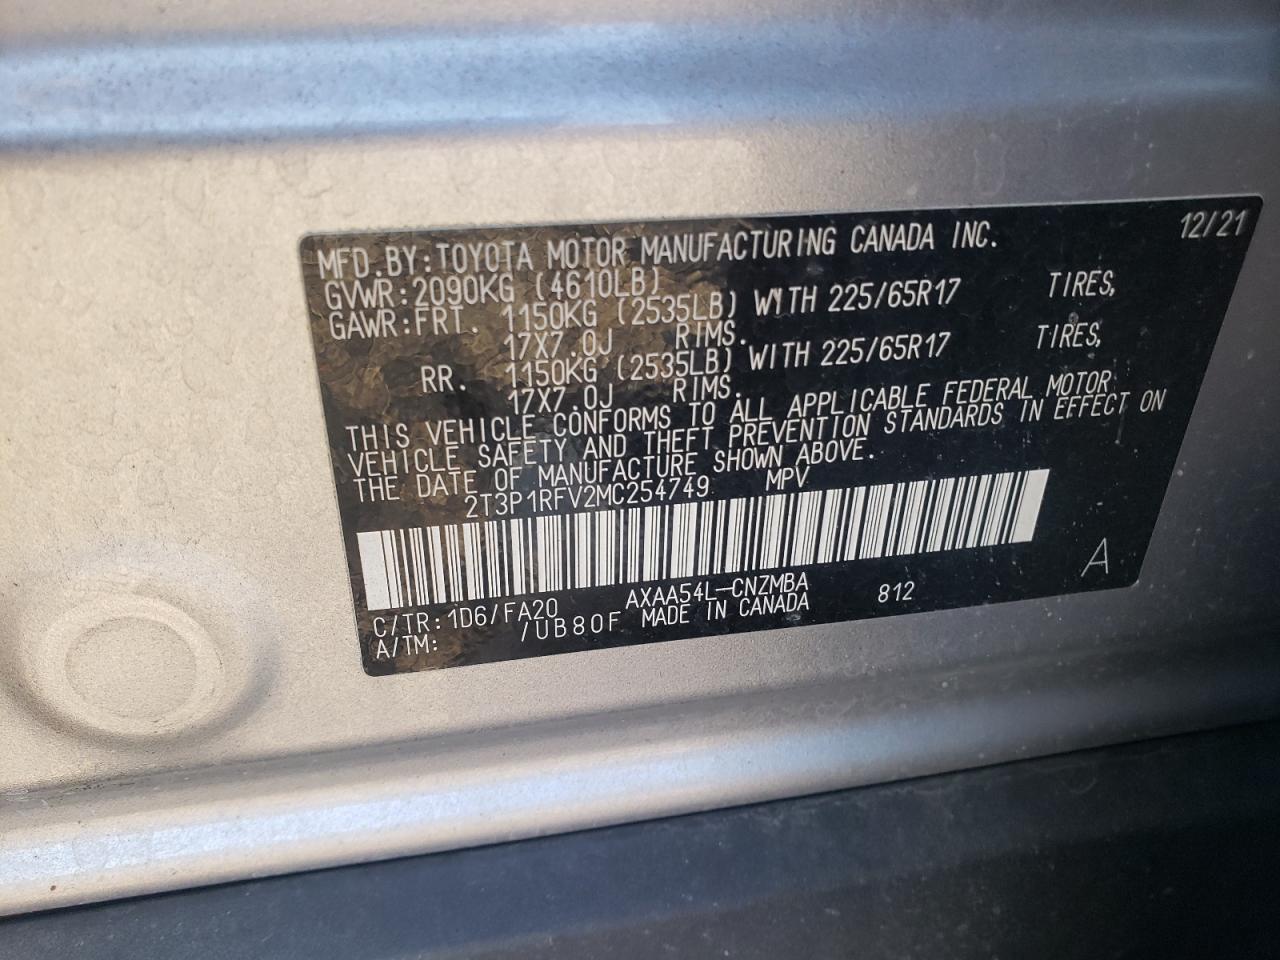 12/21
MFD.BY:TOYOTA MOTOR MANUFACTURING CANADA INC.
GVWR:2090KG (4610LB)
GAWR:FRT. 1150KG (2535LB) WITH 225/65R17 TIRES,
17X7.0J RIMS.
RR. 1150KG (2535LB) WITH 225/65R17 TIRES,
17X7.0J RIMS.
THIS VEHICLE CONFORMS TO ALL APPLICABLE FEDERAL MOTOR
VEHICLE SAFETY AND THEFT PREVENTION STANDARDS IN EFFECT ON
THE DATE OF MANUFACTURE SHOWN ABOVE.
2T3P1RFV2MC254749 MPV
A
C/TR:1D6/FA20 AXAA54L-CNZMBA 812
A/TM: /UB80F MADE IN CANADA